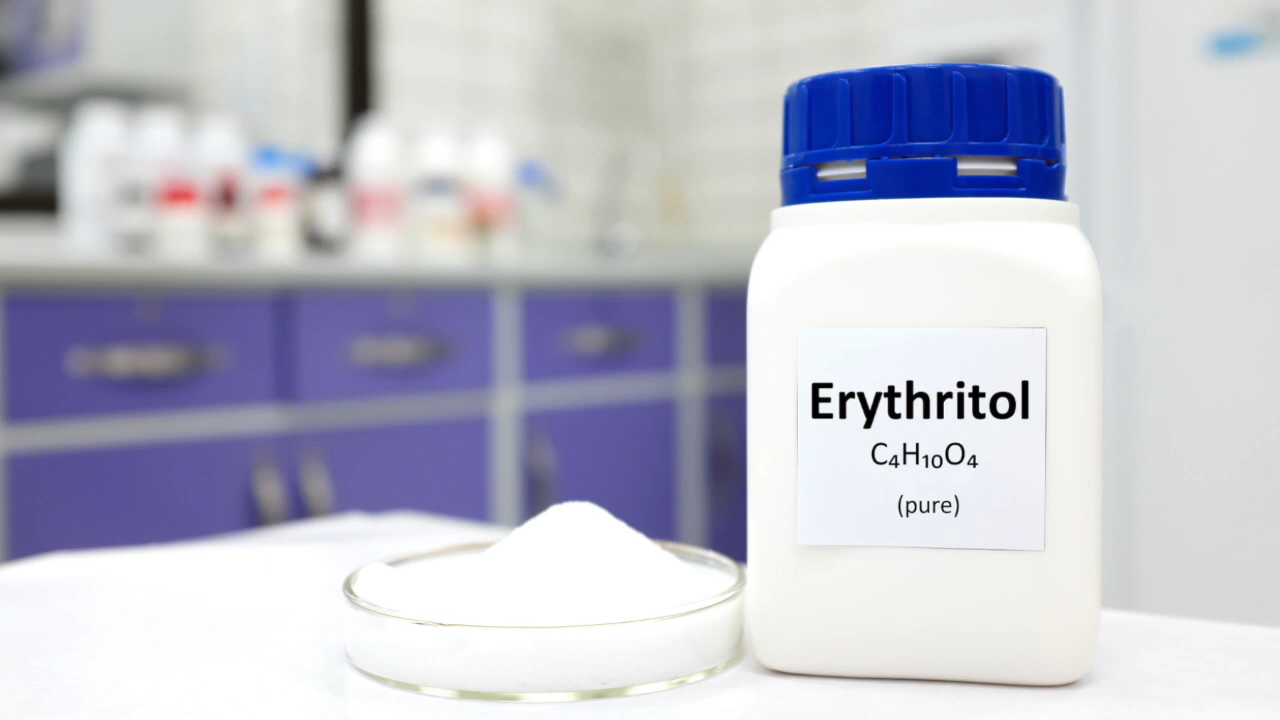 Erythritol
C₄H₁₀O₄
(pure)